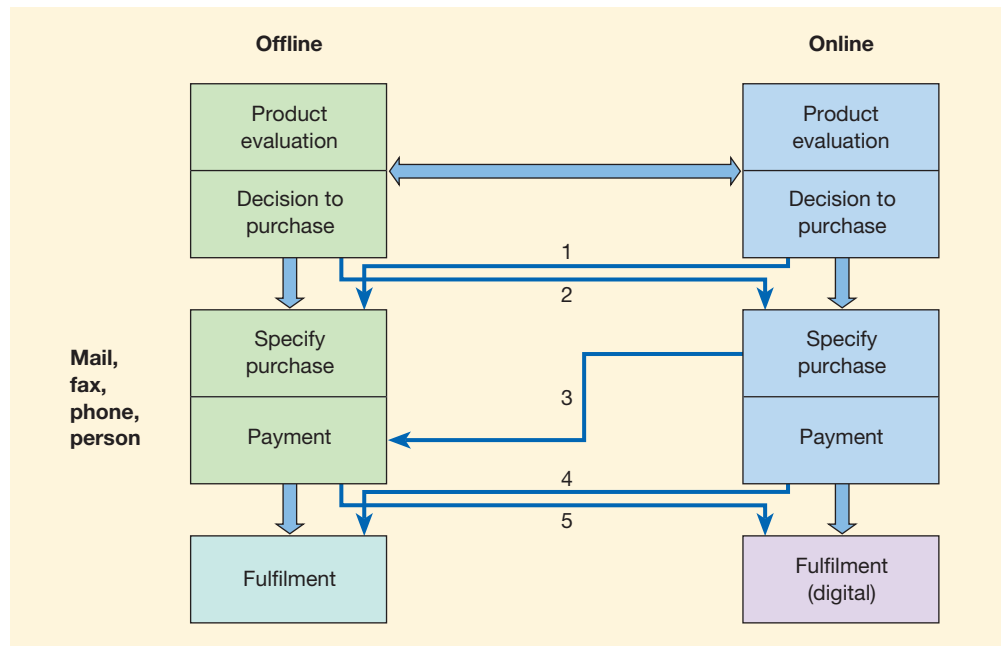 Offline
Online
Product
evaluation
Product
evaluation
Decision to
purchase
Decision to
purchase
1
2
Mail,
fax,
phone,
person
Specify
purchase
Specify
purchase
3
Payment
Payment
4
5
Fulfilment
Fulfilment
(digital)